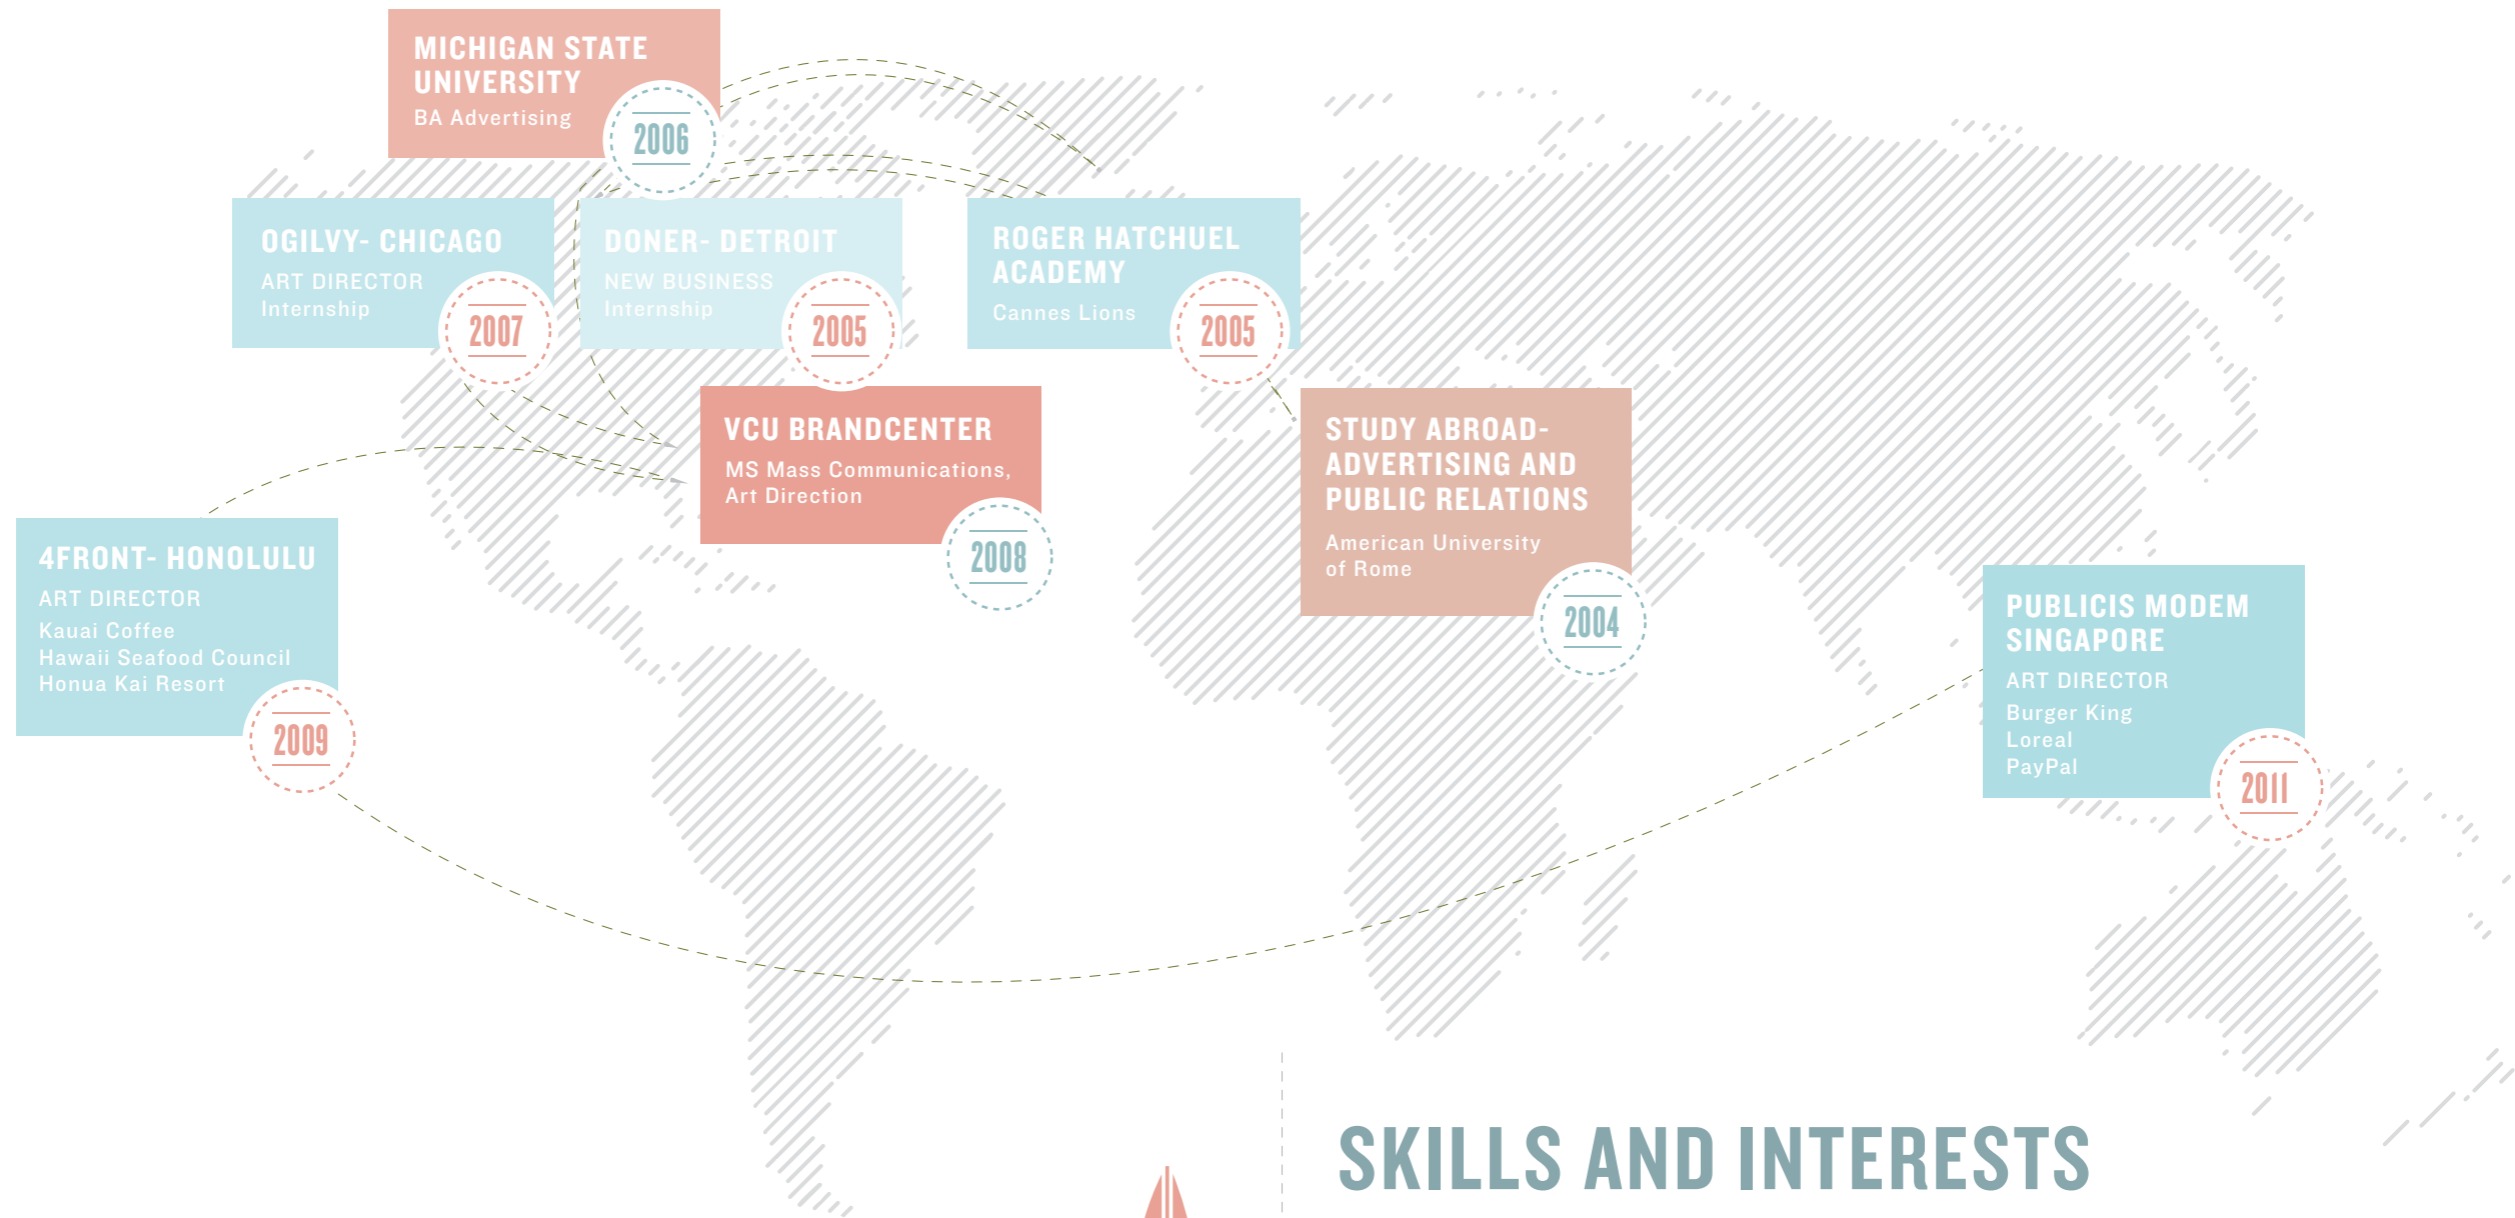 MICHIGAN STATE
UNIVERSITY
BA Advertising
2006
OGILVY- CHICAGO
ART DIRECTOR
Internship
2007
DONER- DETROIT
NEW BUSINESS
Internship
2005
ROGER HATCHUEL
ACADEMY
Cannes Lions
2005
VCU BRANDCENTER
MS Mass Communications,
Art Direction
2008
STUDY ABROAD-
ADVERTISING AND
PUBLIC RELATIONS
American University
of Rome
2004
4FRONT- HONOLULU
ART DIRECTOR
Kauai Coffee
Hawaii Seafood Council
Honua Kai Resort
2009
PUBLICIS MODEM
SINGAPORE
ART DIRECTOR
Burger King
Loreal
PayPal
2011
SKILLS AND INTERESTS